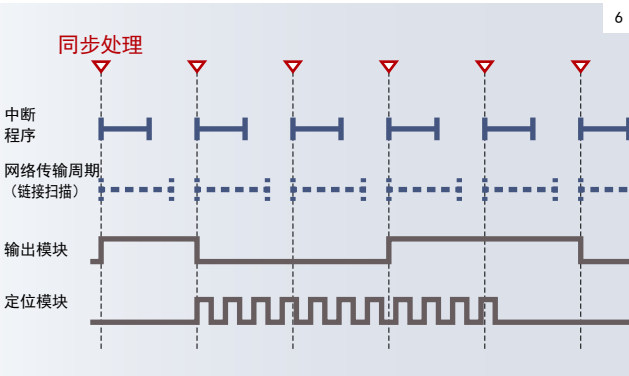 6
同步处理
中断
程序
网络传输周期
（链接扫描）
输出模块
定位模块